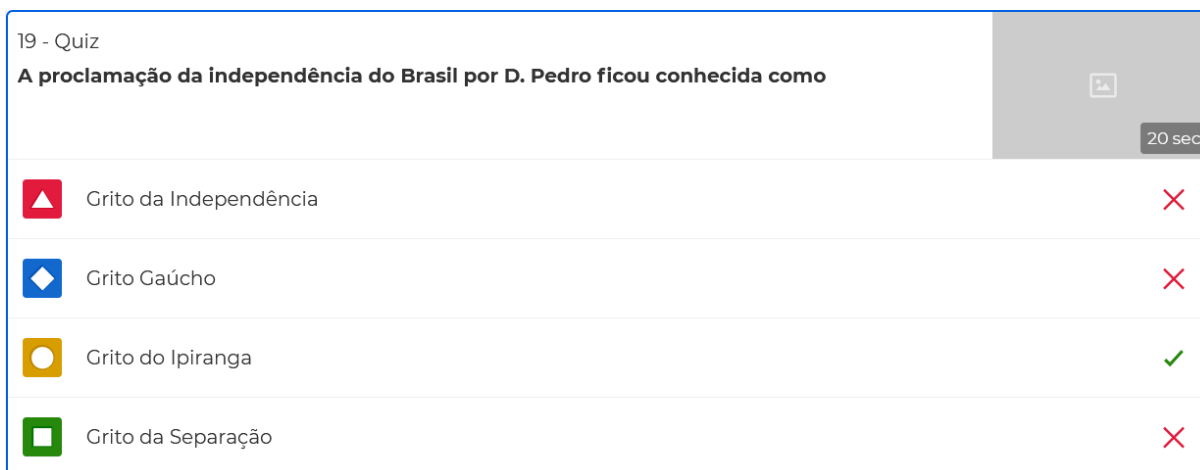 19 - Quiz
A proclamação da independência do Brasil por D. Pedro ficou conhecida como
20 sec
Grito da Independência
Grito Gaúcho
Grito do Ipiranga
Grito da Separação